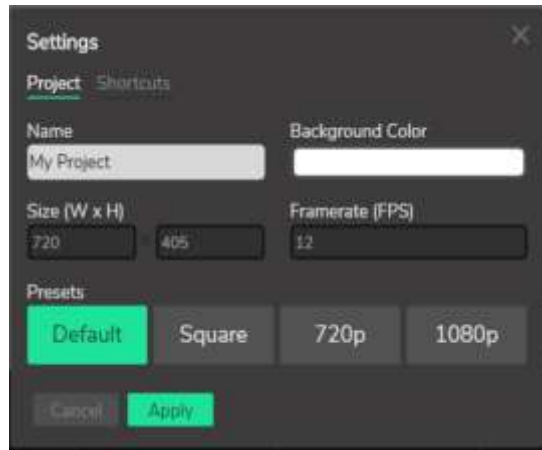 Settings
Project Shortcuts
Name Background Color
My Project
Size (W x H) Framerate (FPS)
720 405 12
Presets
Default Square 720p 1080p
Cancel Apply